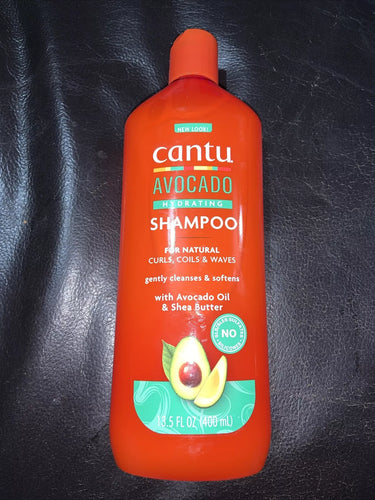 NEW LOOK!
cantu
AVOCADO
HYDRATING
SHAMPOO
FOR NATURAL
CURLS, COILS & WAVES
gently cleanses & softens
with Avocado Oil
& Shea Butter
NO
13.5 FL OZ (400 mL)